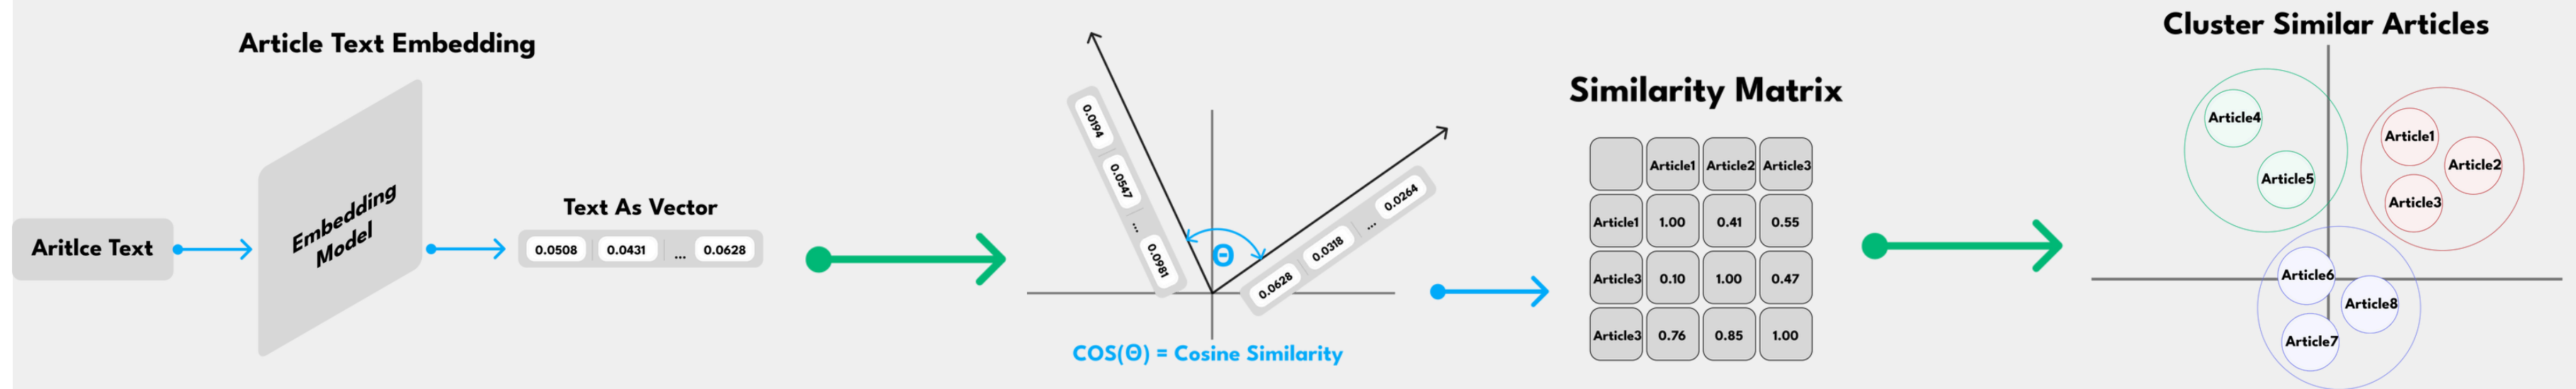 Article Text Embedding
Aritlce Text
Embedding
Model
Text As Vector
0.0508 0.0431 ... 0.0628
0.0194 0.0547 ... 0.0981
Θ
0.0628 0.0318 ... 0.0264
COS(Θ) = Cosine Similarity
Similarity Matrix
Article1 Article2 Article3
Article1 1.00 0.41 0.55
Article3 0.10 1.00 0.47
Article3 0.76 0.85 1.00
Cluster Similar Articles
Article4
Article5
Article1
Article2
Article3
Article6
Article8
Article7